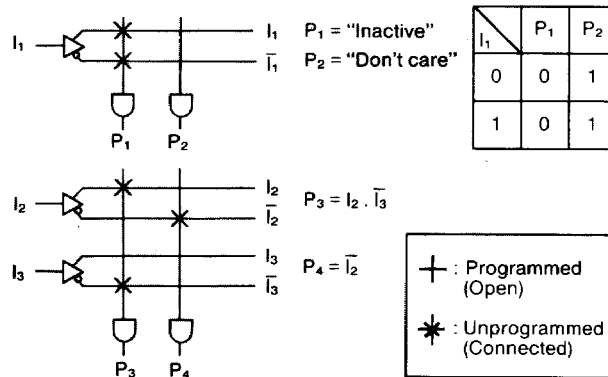 I₁
I₁ P₁ = "Inactive"
I̅₁ P₂ = "Don't care"
P₁ P₂
I₁ P₁ P₂
0 0 1
1 0 1
I₂
I₂
I̅₂
P₃ = I₂ . I̅₃
I₃
I₃
I̅₃
P₄ = I̅₂
P₃ P₄
: Programmed
(Open)
: Unprogrammed
(Connected)